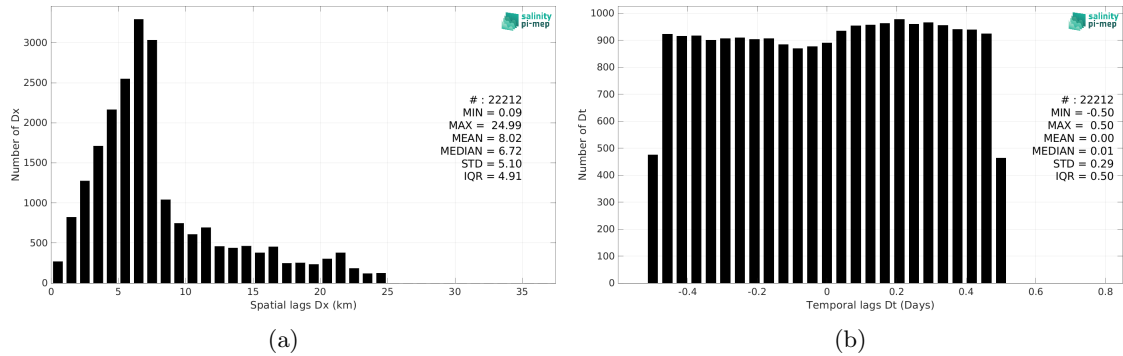 salinity
pi-mep
Number of Dx
3000
2500
2000
1500
1000
500
0
# : 22212
MIN = 0.09
MAX = 24.99
MEAN = 8.02
MEDIAN = 6.72
STD = 5.10
IQR = 4.91
0 5 10 15 20 25 30 35
Spatial lags Dx (km)
(a)
salinity
pi-mep
Number of Dt
1000
900
800
700
600
500
400
300
200
100
0
# : 22212
MIN = -0.50
MAX = 0.50
MEAN = 0.00
MEDIAN = 0.01
STD = 0.29
IQR = 0.50
-0.4 -0.2 0 0.2 0.4 0.6 0.8
Temporal lags Dt (Days)
(b)